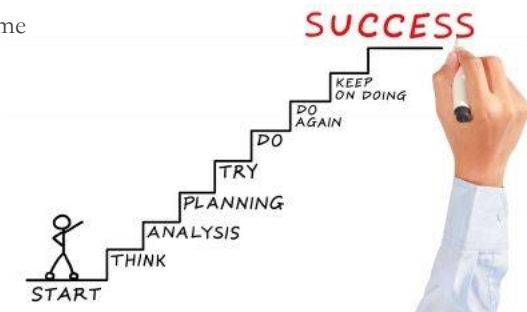 me
SUCCESS
KEEP
ON DOING
DO
AGAIN
DO
TRY
PLANNING
ANALYSIS
THINK
START